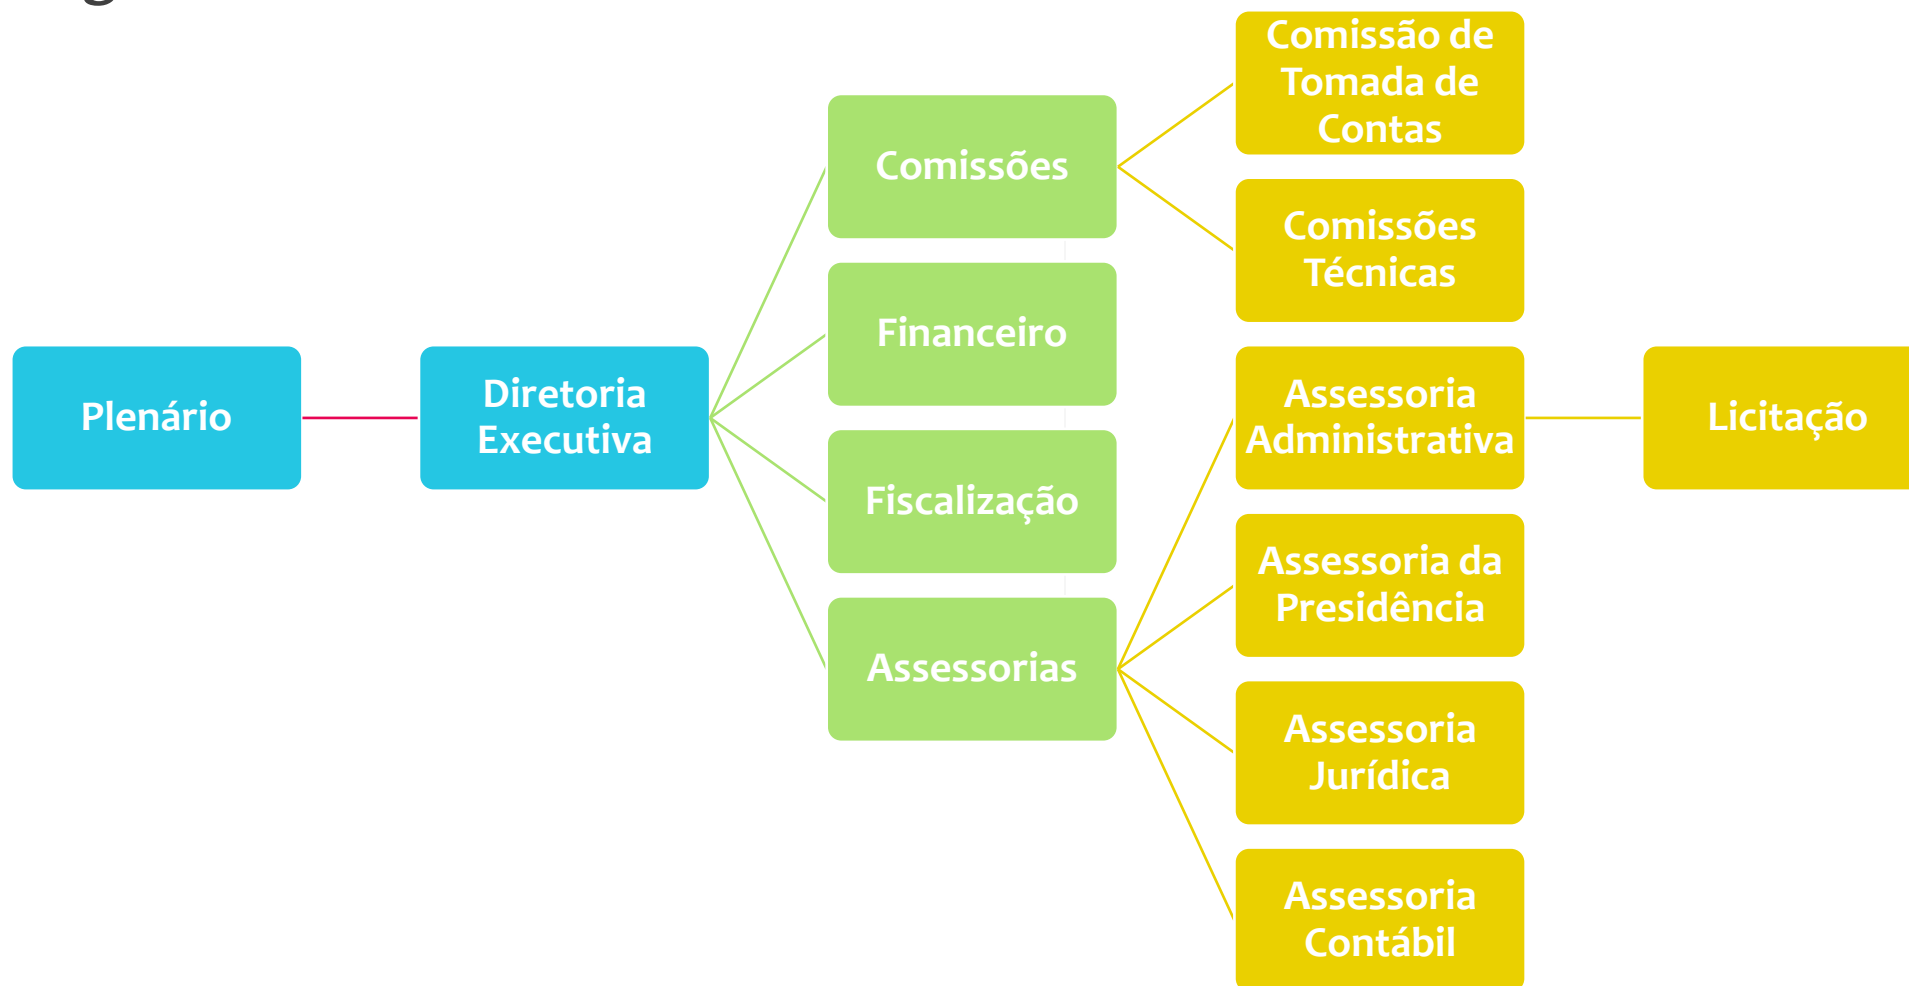 Comissão de
Tomada de
Contas
Comissões
Comissões
Técnicas
Financeiro
Plenário
Diretoria
Executiva
Assessoria
Administrativa
Licitação
Fiscalização
Assessoria da
Presidência
Assessorias
Assessoria
Jurídica
Assessoria
Contábil